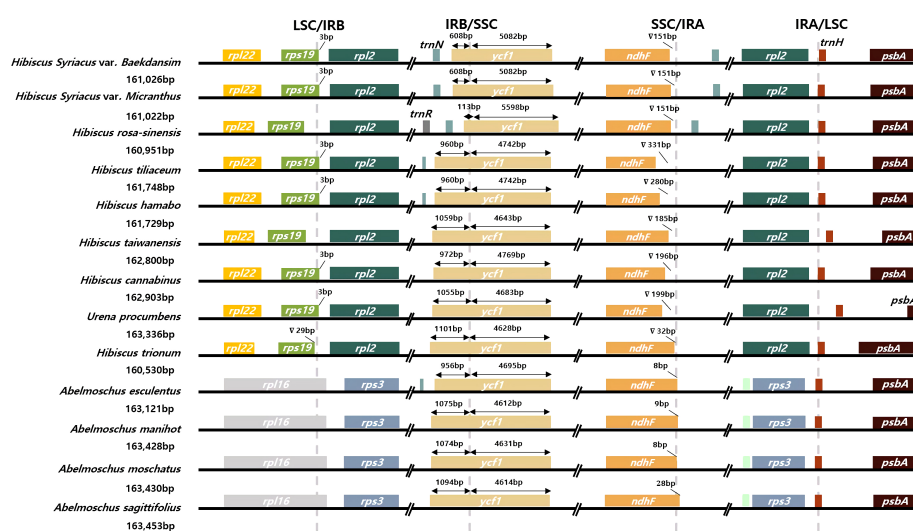 LSC/IRB IRB/SSC SSC/IRA IRA/LSC
3bp trnN 608bp 5082bp ∇151bp trnH
Hibiscus Syriacus var. Baekdansim rpl22 rps19 rpl2 ycf1 ndhF rpl2 psbA
161,026bp 3bp 608bp 5082bp ∇ 151bp
Hibiscus Syriacus var. Micranthus rpl22 rps19 rpl2 ycf1 ndhF rpl2 psbA
161,022bp trnR 113bp 5598bp ∇ 151bp
Hibiscus rosa-sinensis rpl22 rps19 rpl2 ycf1 ndhF rpl2 psbA
160,951bp 3bp 960bp 4742bp ∇ 331bp
Hibiscus tiliaceum rpl22 rps19 rpl2 ycf1 ndhF rpl2 psbA
161,748bp 3bp 960bp 4742bp ∇ 280bp
Hibiscus hamabo rpl22 rps19 rpl2 ycf1 ndhF rpl2 psbA
161,729bp 1059bp 4643bp ∇ 185bp
Hibiscus taiwanensis rpl22 rps19 rpl2 ycf1 ndhF rpl2 psbA
162,800bp 3bp 972bp 4769bp ∇ 196bp
Hibiscus cannabinus rpl22 rps19 rpl2 ycf1 ndhF rpl2 psbA
162,903bp 3bp 1055bp 4683bp ∇ 199bp psb
Urena procumbens rpl22 rps19 rpl2 ycf1 ndhF rpl2
163,336bp ∇ 29bp 1101bp 4628bp ∇ 32bp
Hibiscus trionum rpl22 rps19 rpl2 ycf1 ndhF rpl2 psbA
160,530bp 956bp 4695bp 8bp
Abelmoschus esculentus rpl16 rps3 ycf1 ndhF rps3 psbA
163,121bp 1075bp 4612bp 9bp
Abelmoschus manihot rpl16 rps3 ycf1 ndhF rps3 psbA
163,428bp 1074bp 4631bp 8bp
Abelmoschus moschatus rpl16 rps3 ycf1 ndhF rps3 psbA
163,430bp 1094bp 4614bp 28bp
Abelmoschus sagittifolius rpl16 rps3 ycf1 ndhF rps3 psbA
163,453bp